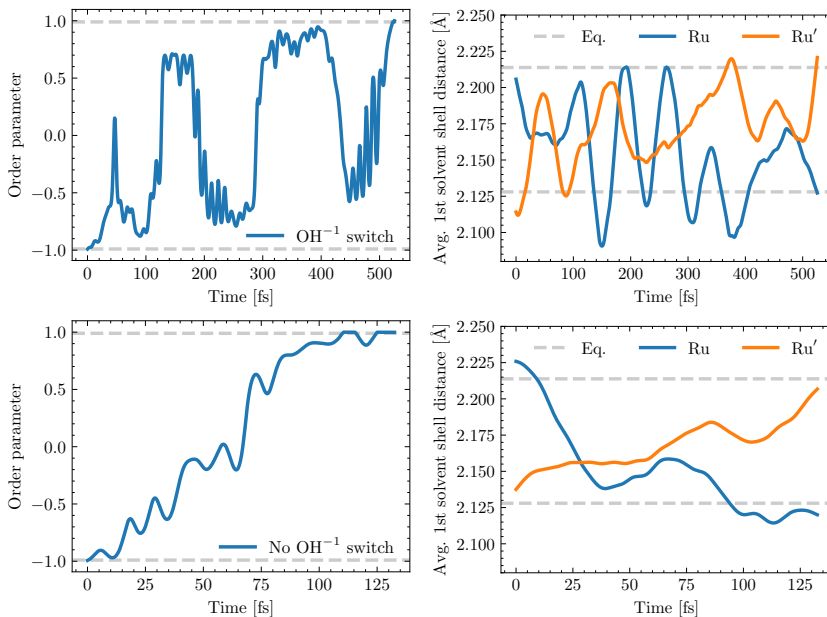 1.0
0.5
0.0
−0.5
−1.0
Order parameter
OH⁻¹ switch
0 100 200 300 400 500
Time [fs]
2.250
2.225
2.200
2.175
2.150
2.125
2.100
Avg. 1st solvent shell distance [Å]
Eq. Ru Ru′
0 100 200 300 400 500
Time [fs]
1.0
0.5
0.0
−0.5
−1.0
Order parameter
No OH⁻¹ switch
0 25 50 75 100 125
Time [fs]
2.250
2.225
2.200
2.175
2.150
2.125
2.100
Avg. 1st solvent shell distance [Å]
Eq. Ru Ru′
0 25 50 75 100 125
Time [fs]